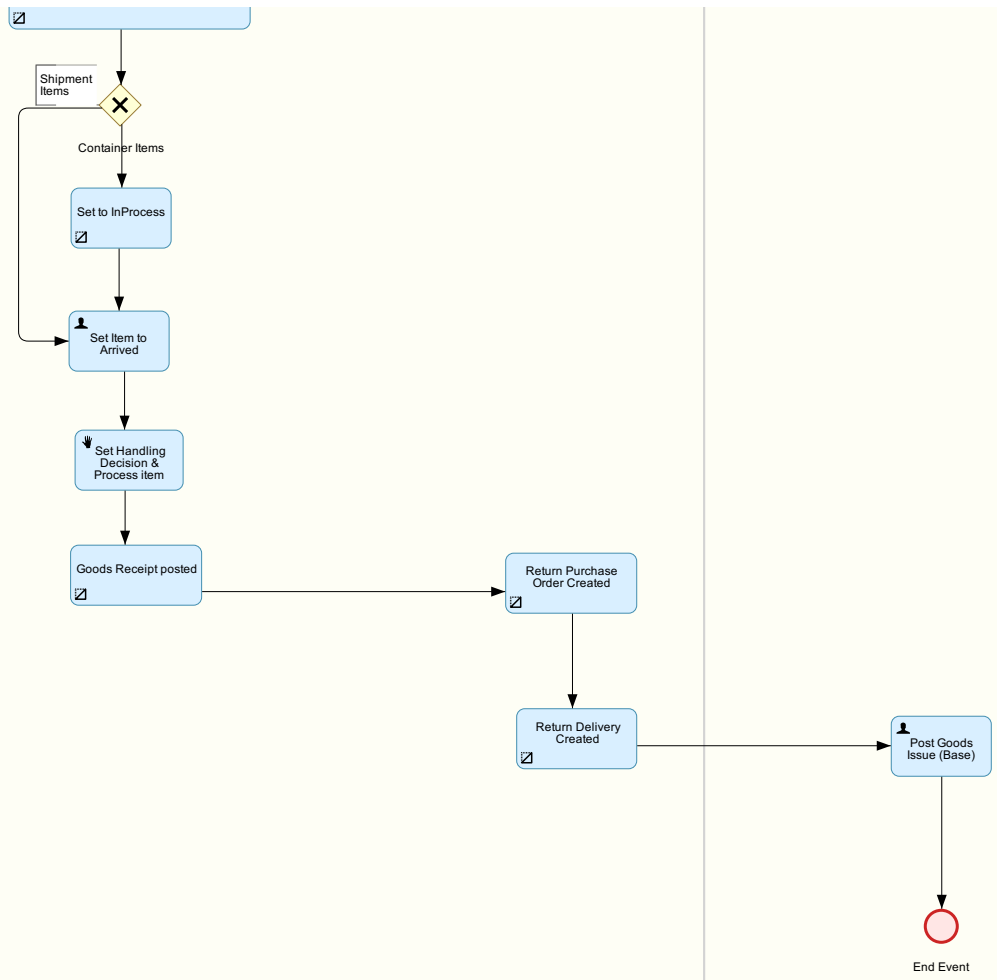 Shipment
Items
Container Items
Set to InProcess
Set Item to
Arrived
Set Handling
Decision &
Process item
Goods Receipt posted
Return Purchase
Order Created
Return Delivery
Created
Post Goods
Issue (Base)
End Event